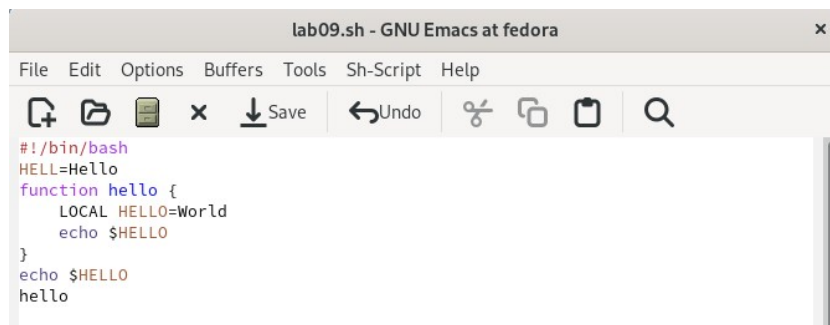 lab09.sh - GNU Emacs at fedora ×
File Edit Options Buffers Tools Sh-Script Help
Save Undo
#!/bin/bash
HELL=Hello
function hello {
    LOCAL HELLO=World
    echo $HELLO
}
echo $HELLO
hello